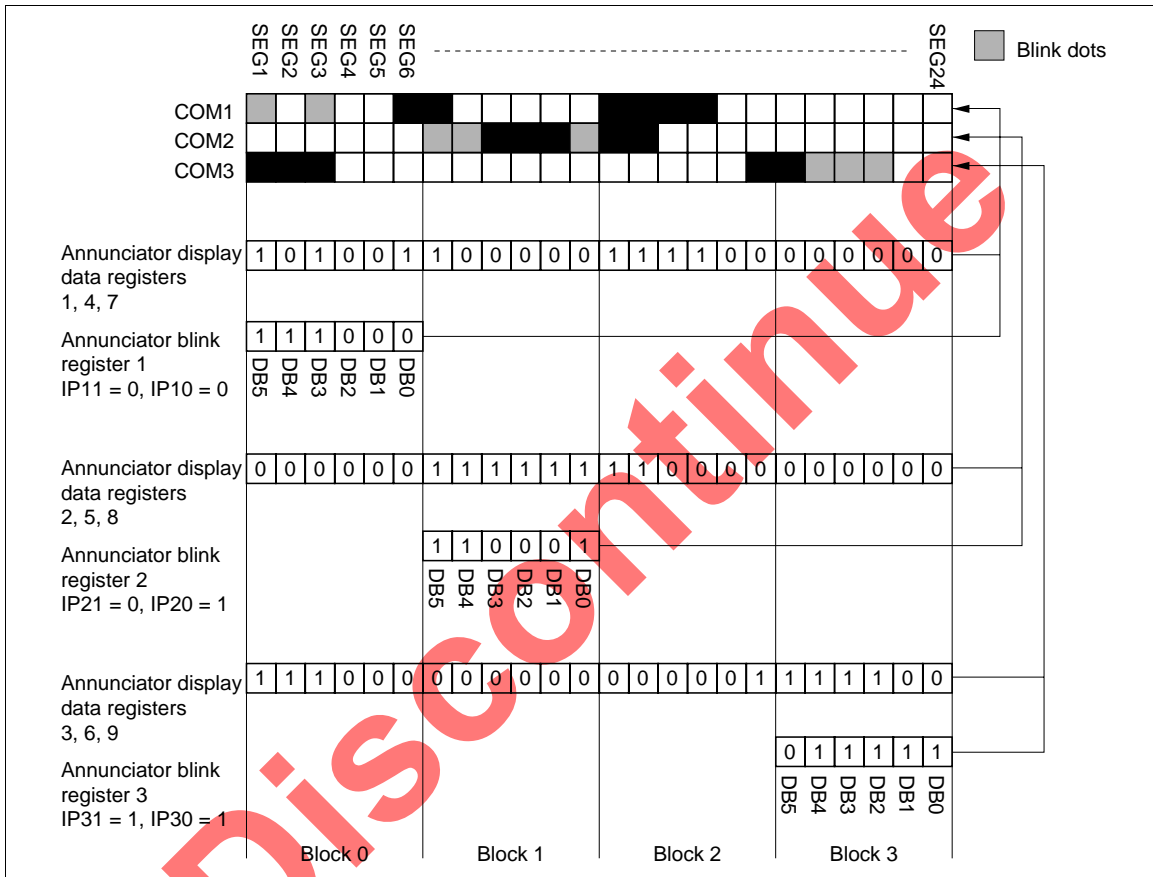 SEG1 SEG2 SEG3 SEG4 SEG5 SEG6 SEG24
Blink dots
COM1
COM2
COM3
Annunciator display
data registers
1, 4, 7
1 0 1 0 0 1 1 0 0 0 0 0 1 1 1 1 0 0 0 0 0 0 0 0
Annunciator blink
register 1
IP11 = 0, IP10 = 0
1 1 1 0 0 0
DB5 DB4 DB3 DB2 DB1 DB0
Annunciator display
data registers
2, 5, 8
0 0 0 0 0 0 1 1 1 1 1 1 1 1 0 0 0 0 0 0 0 0 0 0
Annunciator blink
register 2
IP21 = 0, IP20 = 1
1 1 0 0 0 1
DB5 DB4 DB3 DB2 DB1 DB0
Annunciator display
data registers
3, 6, 9
1 1 1 0 0 0 0 0 0 0 0 0 0 0 0 0 0 1 1 1 1 1 0 0
Annunciator blink
register 3
IP31 = 1, IP30 = 1
0 1 1 1 1 1
DB5 DB4 DB3 DB2 DB1 DB0
Block 0 Block 1 Block 2 Block 3
Discontinue